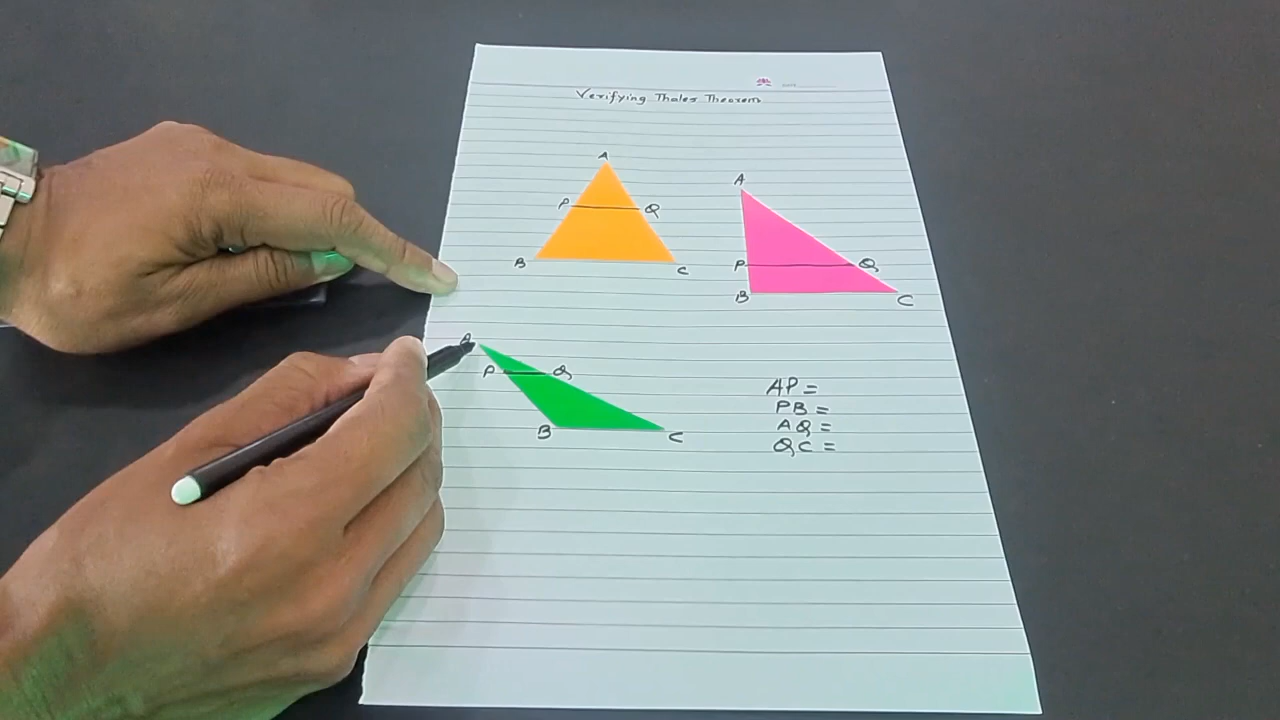 Verifying Thales Theorem
A
P Q
B C
A
P Q
B C
A
P Q
B C
AP =
PB =
AQ =
QC =